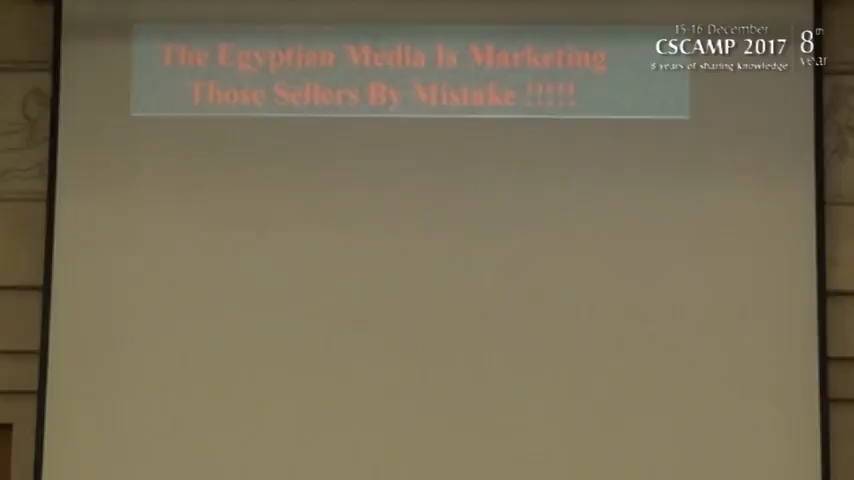 The Egyptian Media Is Marketing
Those Sellers By Mistake !!!!!
15-16 December
CSCAMP 2017
8 years of sharing knowledge
8th
year